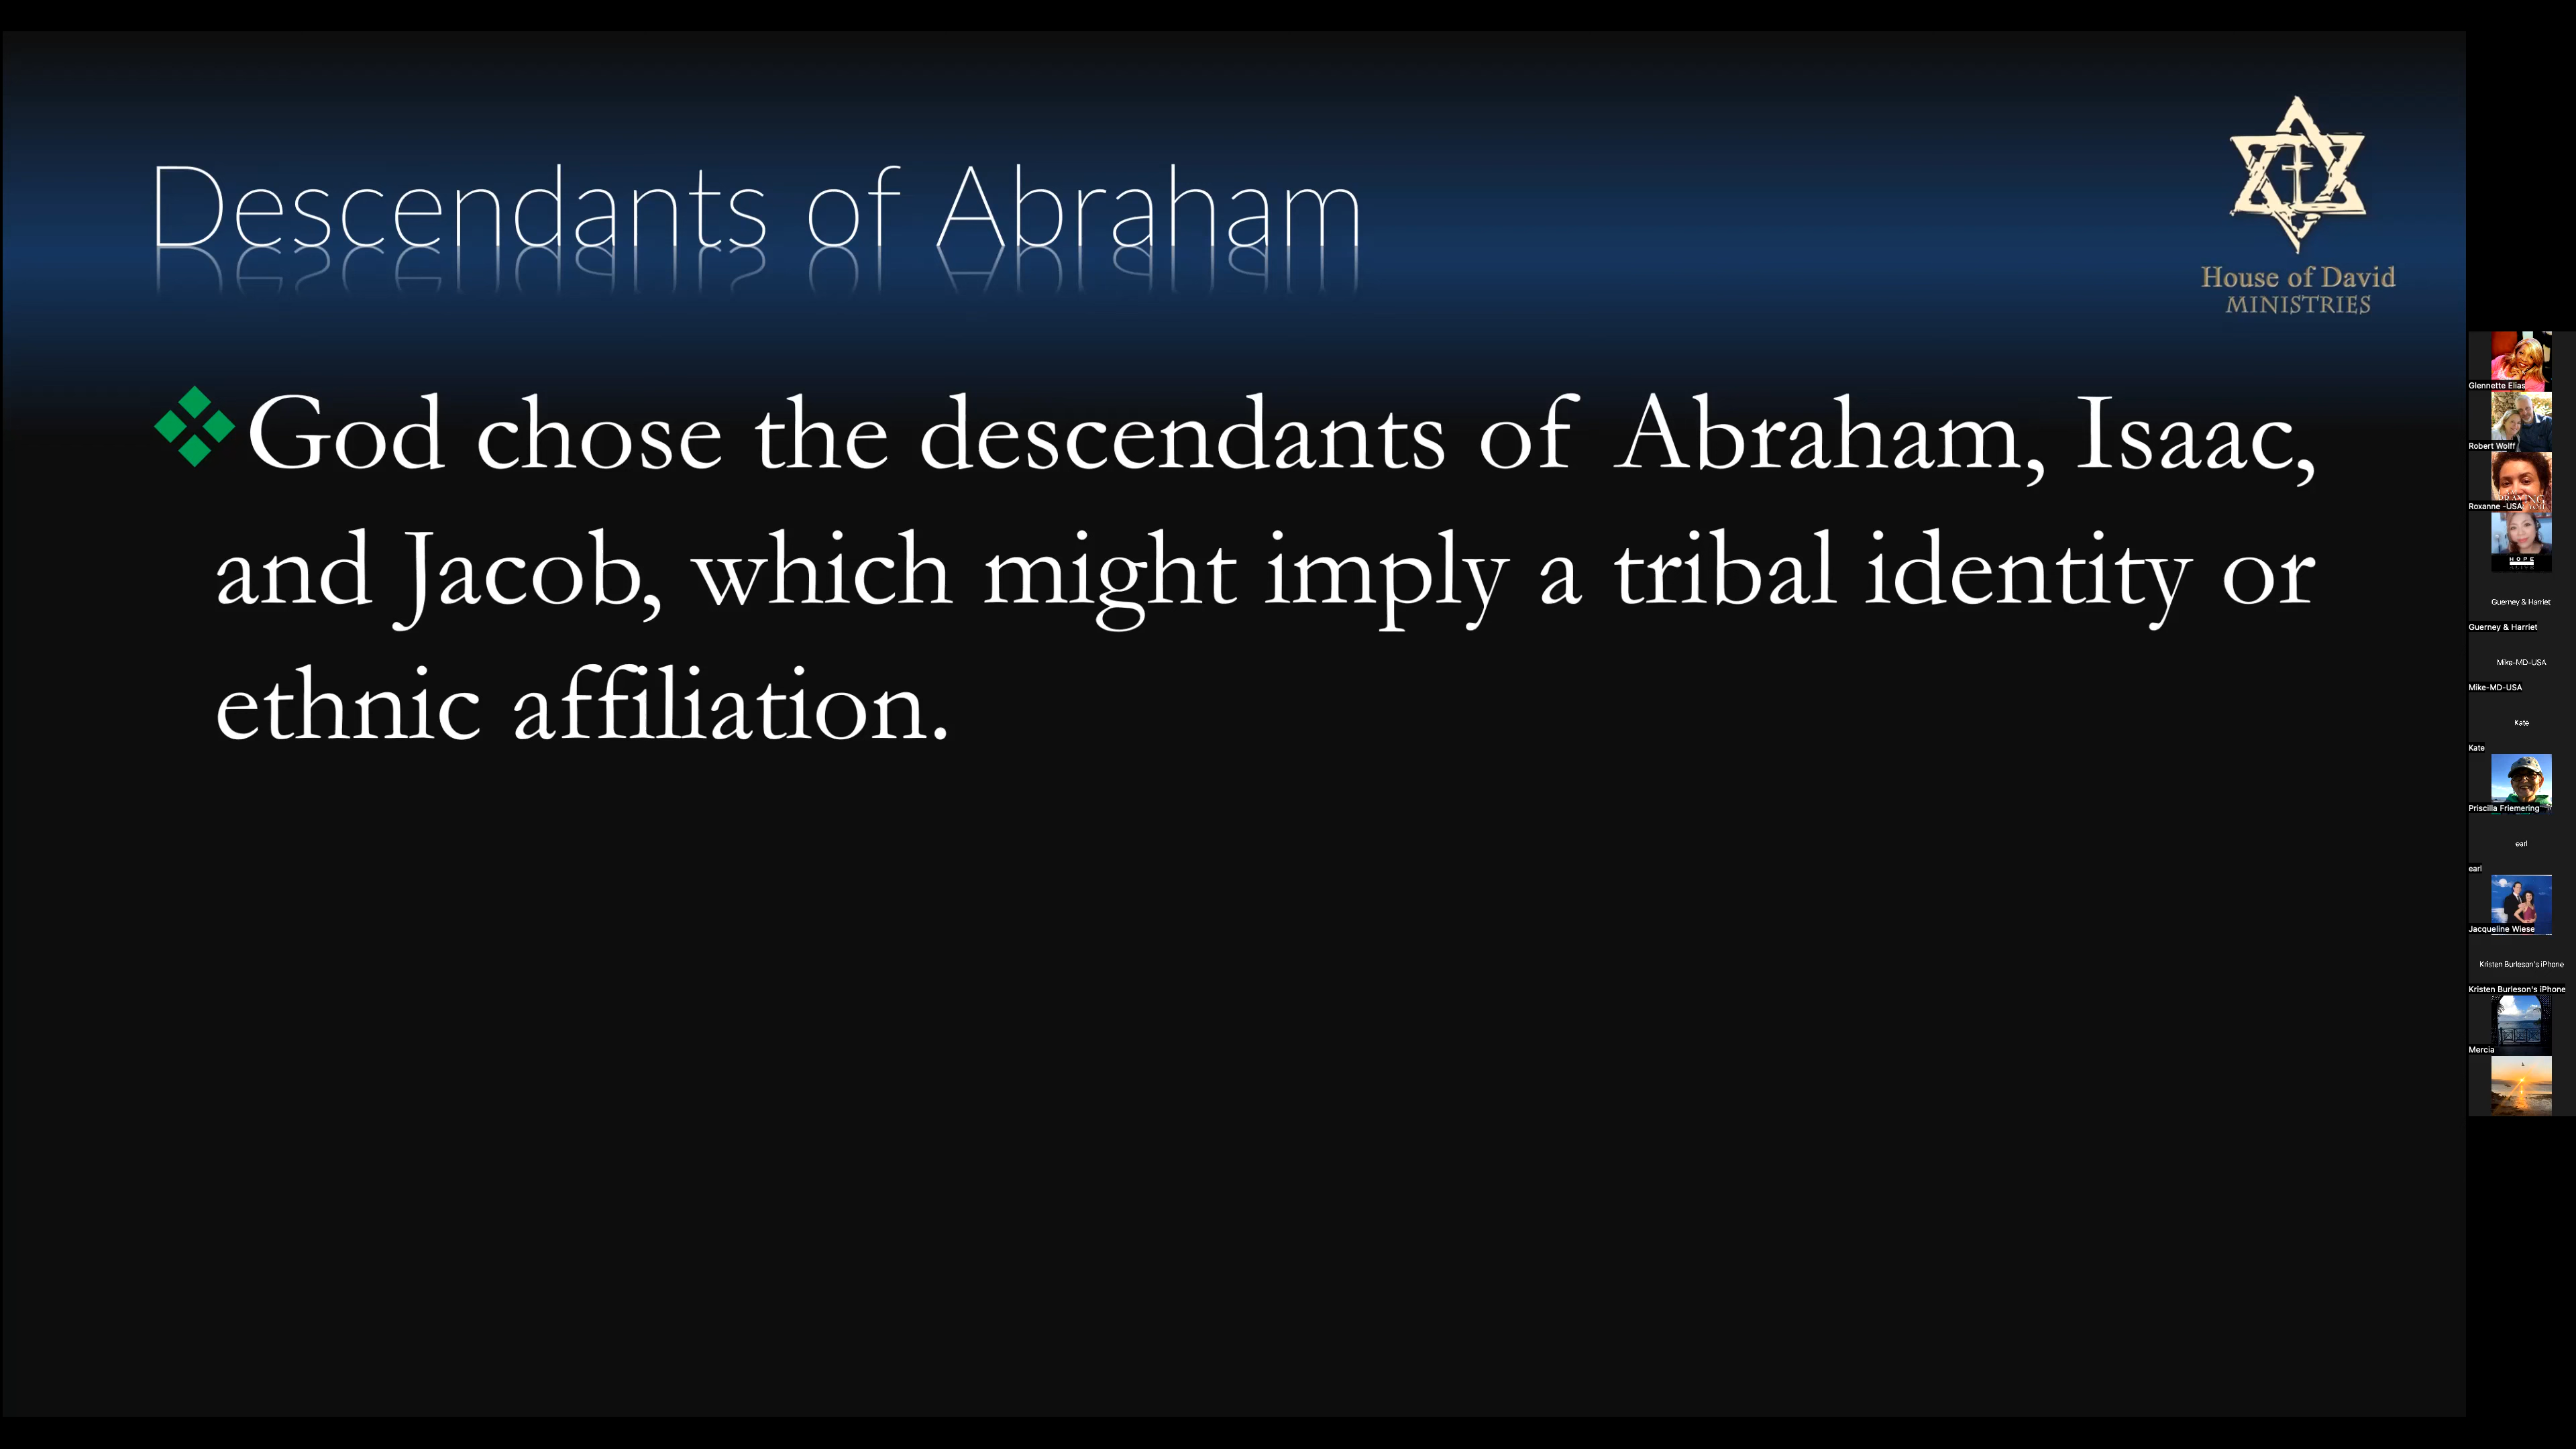 Descendants of Abraham
House of David
MINISTRIES
God chose the descendants of Abraham, Isaac,
and Jacob, which might imply a tribal identity or
ethnic affiliation.
Glennette Elias
Robert Wolff
PRAYING
Roxanne -USA
HOPE
Guerney & Harriet
Guerney & Harriet
Mike-MD-USA
Mike-MD-USA
Kate
Kate
Priscilla Friemering
earl
earl
Jacqueline Wiese
Kristen Burleson's iPhone
Kristen Burleson's iPhone
Mercia